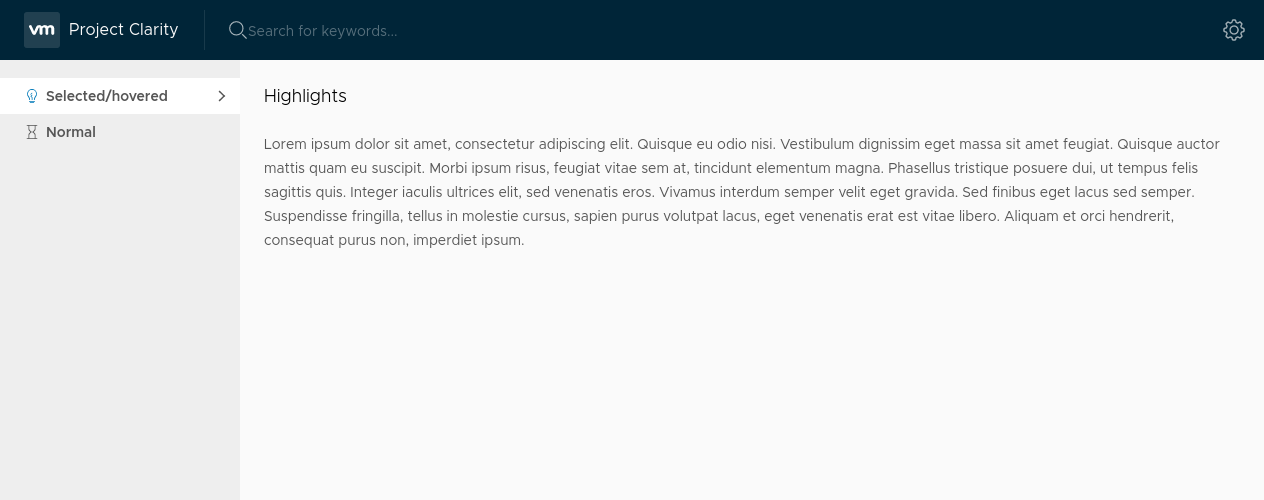 vm Project Clarity
Search for keywords...
Selected/hovered
Normal
Highlights
Lorem ipsum dolor sit amet, consectetur adipiscing elit. Quisque eu odio nisi. Vestibulum dignissim eget massa sit amet feugiat. Quisque auctor
mattis quam eu suscipit. Morbi ipsum risus, feugiat vitae sem at, tincidunt elementum magna. Phasellus tristique posuere dui, ut tempus felis
sagittis quis. Integer iaculis ultrices elit, sed venenatis eros. Vivamus interdum semper velit eget gravida. Sed finibus eget lacus sed semper.
Suspendisse fringilla, tellus in molestie cursus, sapien purus volutpat lacus, eget venenatis erat est vitae libero. Aliquam et orci hendrerit,
consequat purus non, imperdiet ipsum.